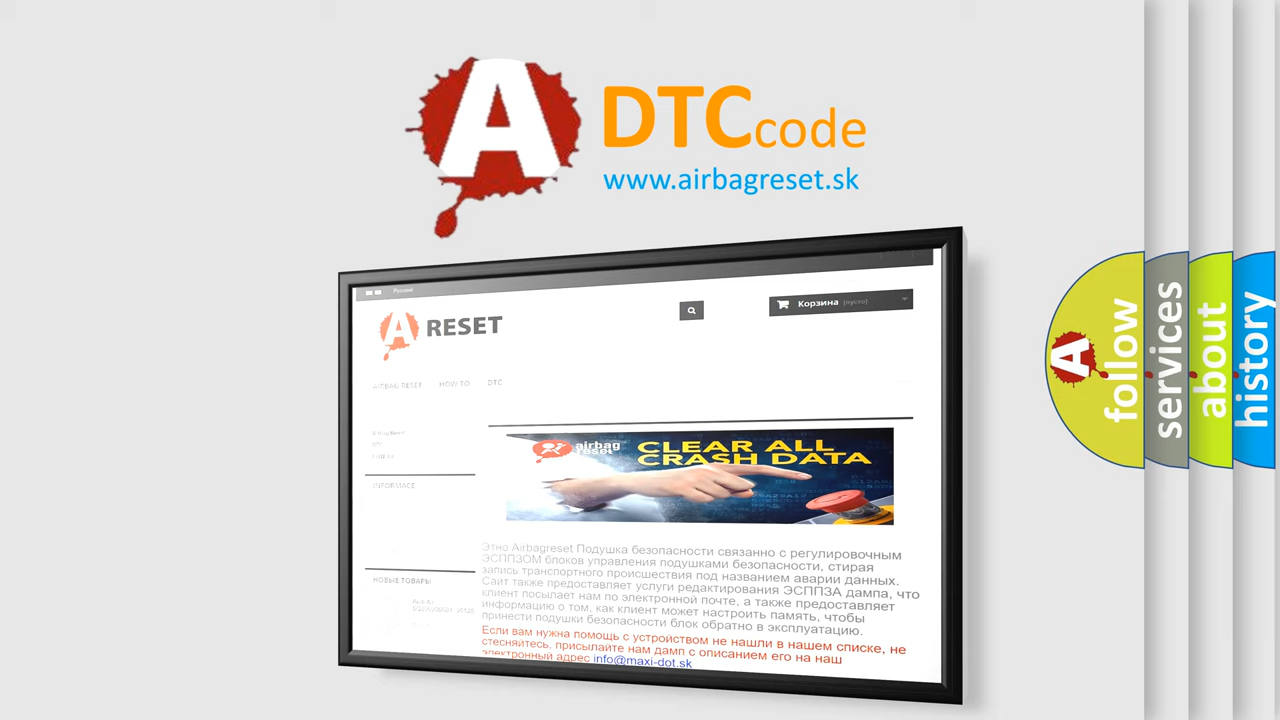 A
DTCcode
www.airbagreset.sk
Русский
A RESET
Корзина (пусто)
AIRBAG RESET HOW TO DTC
airbag
reset
CLEAR ALL
CRASH DATA
INFORMACE
Этно Airbagreset Подушка безопасности связанно с регулировочным
ЭСППЗОМ блоков управления подушками безопасности, стирая
запись транспортного происшествия под названием аварии данных.
Сайт также предоставляет услуги редактирования ЭСППЗА дампа, что
клиент посылает нам по электронной почте, а также предоставляет
информацию о том, как клиент может настроить память, чтобы
принести подушки безопасности блок обратно в эксплуатацию.
НОВЫЕ ТОВАРЫ
Если вам нужна помощь с устройством не нашли в нашем списке, не
стесняйтесь, присылайте нам дамп с описанием его на наш
электронный адрес info@maxi-dot.sk
A
follow
services
about
history